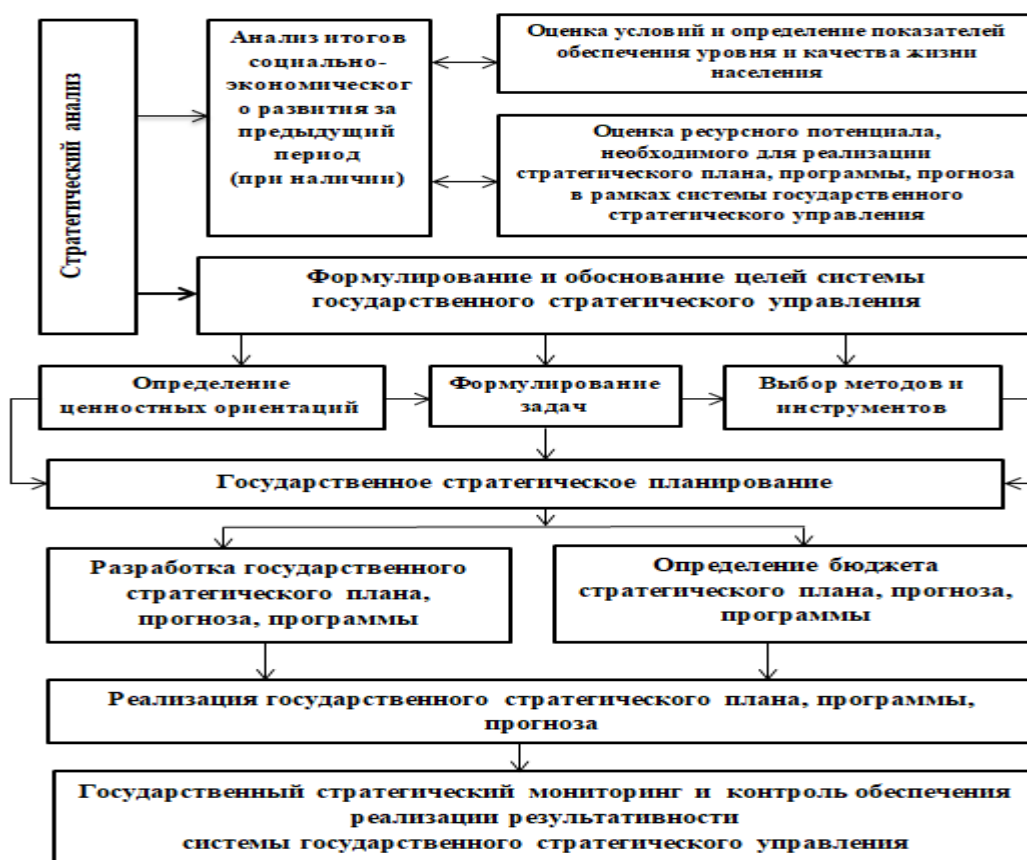 Стратегический анализ
Анализ итогов
социально-
экономическог
о развития за
предыдущий
период
(при наличии)
Оценка условий и определение показателей
обеспечения уровня и качества жизни
населения
Оценка ресурсного потенциала,
необходимого для реализации
стратегического плана, программы, прогноза
в рамках системы государственного
стратегического управления
Формулирование и обоснование целей системы
государственного стратегического управления
Определение
ценностных ориентаций
Формулирование
задач
Выбор методов и
инструментов
Государственное стратегическое планирование
Разработка государственного
стратегического плана,
прогноза, программы
Определение бюджета
стратегического плана, прогноза,
программы
Реализация государственного стратегического плана, программы,
прогноза
Государственный стратегический мониторинг и контроль обеспечения
реализации результативности
системы государственного стратегического управления